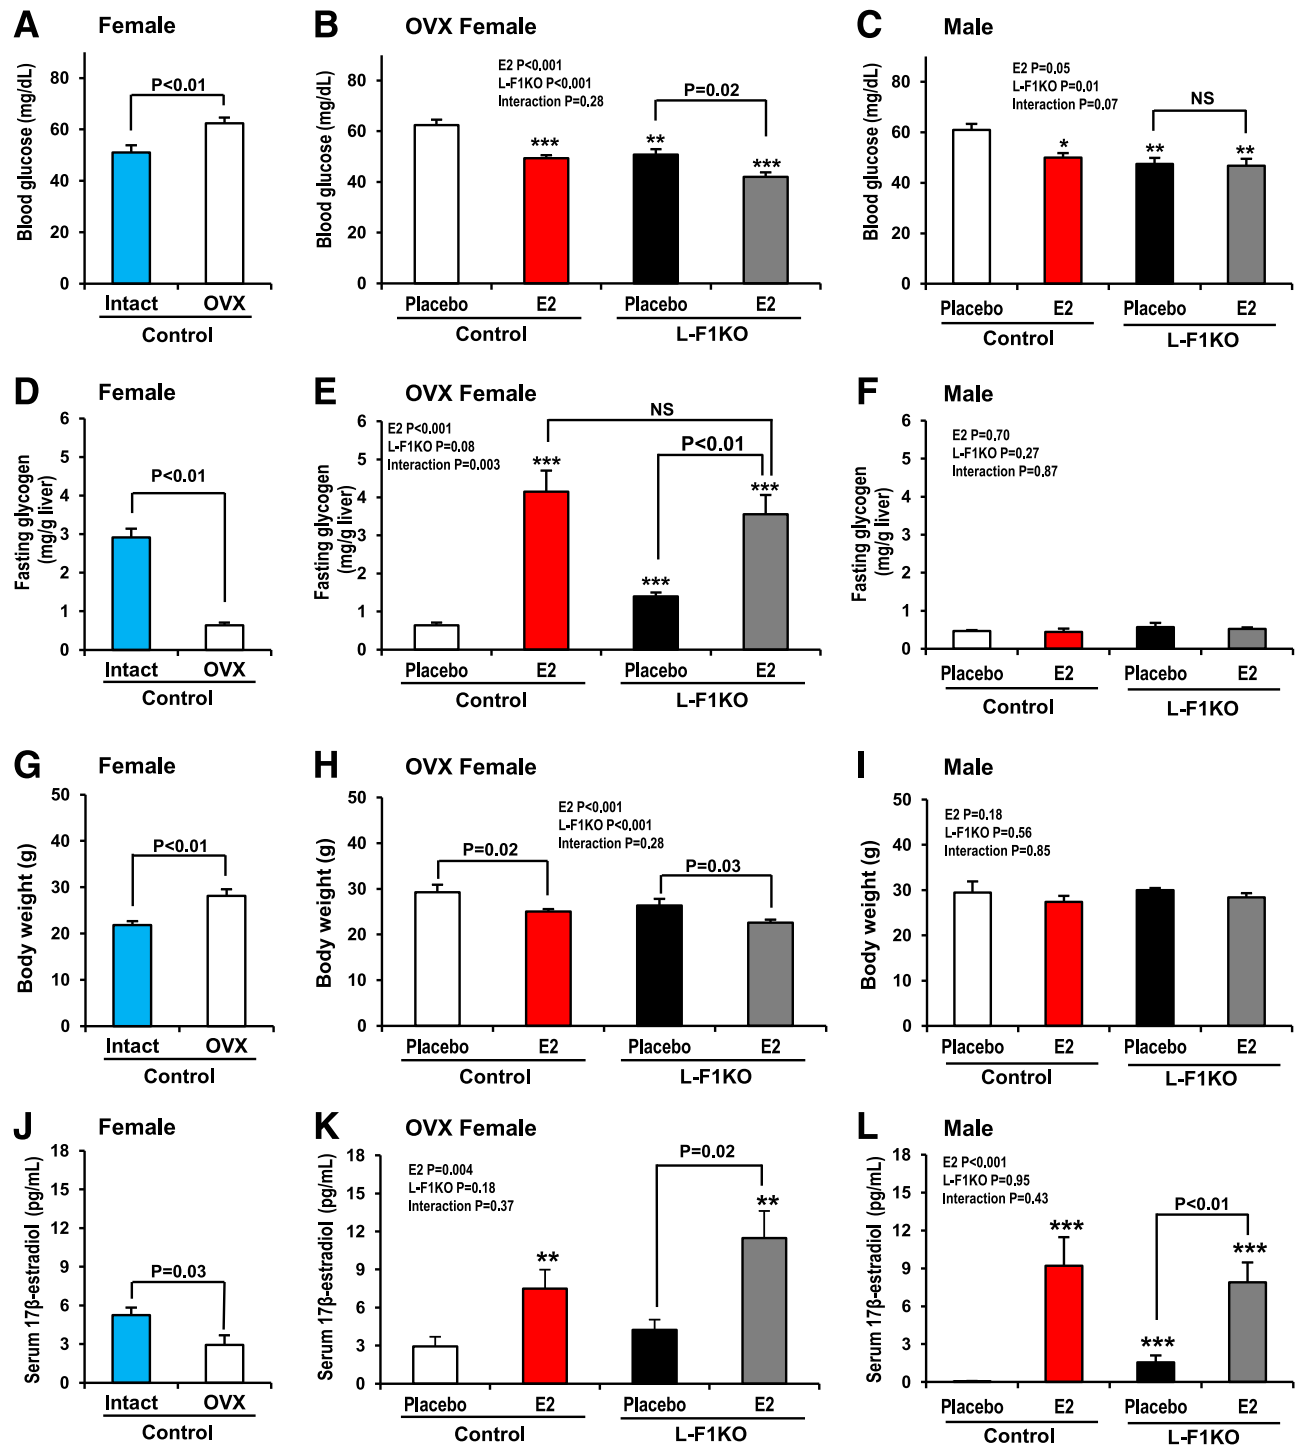 A Female
Blood glucose (mg/dL)
80
60
40
20
0
P<0.01
Intact OVX
Control
B OVX Female
Blood glucose (mg/dL)
80
60
40
20
0
E2 P<0.001
L-F1KO P<0.001
Interaction P=0.28
P=0.02
***
**
***
Placebo E2 Placebo E2
Control L-F1KO
C Male
Blood glucose (mg/dL)
80
60
40
20
0
E2 P=0.05
L-F1KO P=0.01
Interaction P=0.07
NS
*
**
**
Placebo E2 Placebo E2
Control L-F1KO
D Female
Fasting glycogen
(mg/g liver)
6
5
4
3
2
1
0
P<0.01
Intact OVX
Control
E OVX Female
Fasting glycogen
(mg/g liver)
6
5
4
3
2
1
0
E2 P<0.001
L-F1KO P=0.08
Interaction P=0.003
NS
P<0.01
***
***
***
Placebo E2 Placebo E2
Control L-F1KO
F Male
Fasting glycogen
(mg/g liver)
6
5
4
3
2
1
0
E2 P=0.70
L-F1KO P=0.27
Interaction P=0.87
Placebo E2 Placebo E2
Control L-F1KO
G Female
Body weight (g)
50
40
30
20
10
0
P<0.01
Intact OVX
Control
H OVX Female
Body weight (g)
50
40
30
20
10
0
E2 P<0.001
L-F1KO P<0.001
Interaction P=0.28
P=0.02
P=0.03
Placebo E2 Placebo E2
Control L-F1KO
I Male
Body weight (g)
50
40
30
20
10
0
E2 P=0.18
L-F1KO P=0.56
Interaction P=0.85
Placebo E2 Placebo E2
Control L-F1KO
J Female
Serum 17β-estradiol (pg/mL)
18
15
12
9
6
3
0
P=0.03
Intact OVX
Control
K OVX Female
Serum 17β-estradiol (pg/mL)
18
15
12
9
6
3
0
E2 P=0.004
L-F1KO P=0.18
Interaction P=0.37
P=0.02
**
**
Placebo E2 Placebo E2
Control L-F1KO
L Male
Serum 17β-estradiol (pg/mL)
18
15
12
9
6
3
0
E2 P<0.001
L-F1KO P=0.95
Interaction P=0.43
P<0.01
***
***
***
Placebo E2 Placebo E2
Control L-F1KO